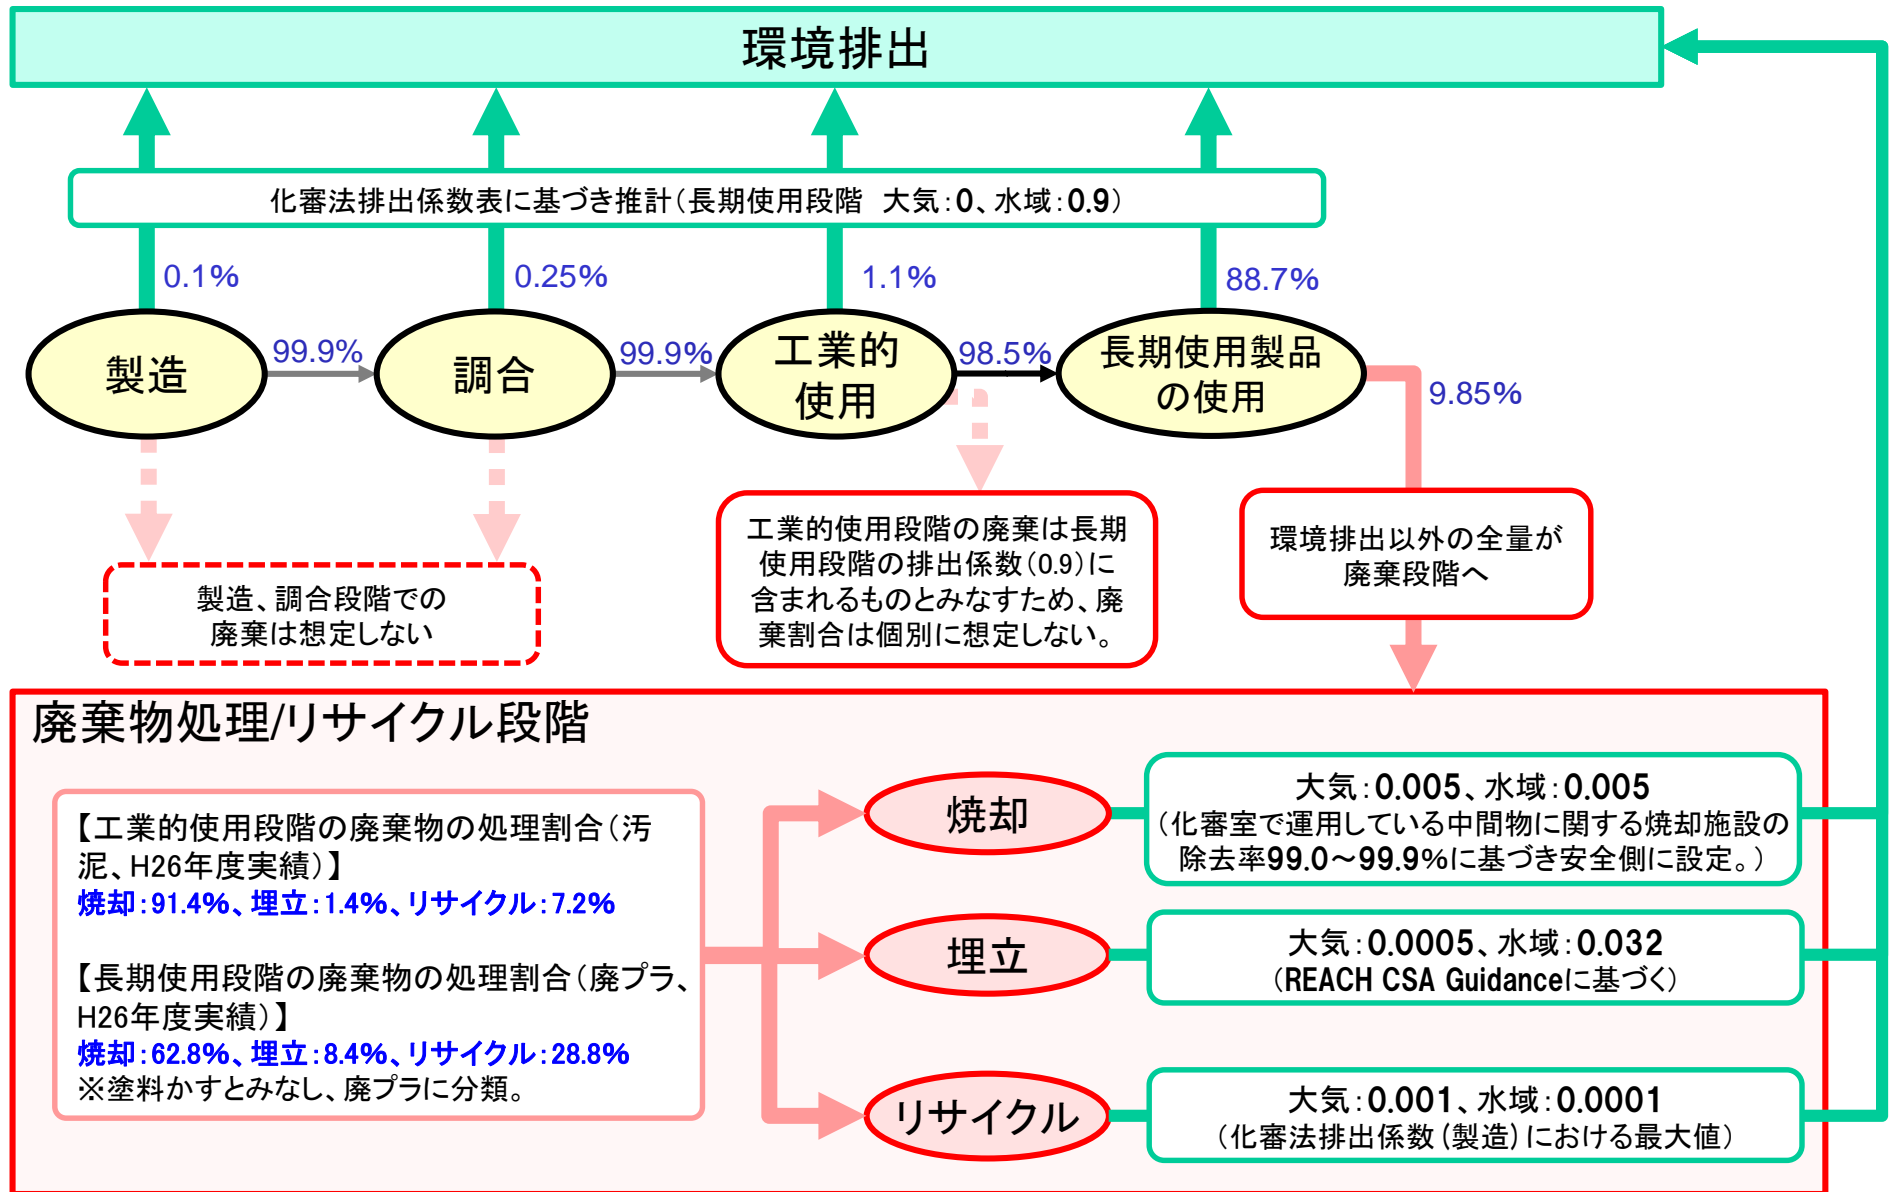 環境排出
化審法排出係数表に基づき推計（長期使用段階　大気：0、水域：0.9）
0.1%
0.25%
1.1%
88.7%
製造
99.9%
調合
99.9%
工業的
使用
98.5%
長期使用製品
の使用
9.85%
製造、調合段階での
廃棄は想定しない
工業的使用段階の廃棄は長期
使用段階の排出係数（0.9）に
含まれるものとみなすため、廃
棄割合は個別に想定しない。
環境排出以外の全量が
廃棄段階へ
廃棄物処理/リサイクル段階
【工業的使用段階の廃棄物の処理割合（汚
泥、H26年度実績）】
焼却：91.4%、埋立：1.4%、リサイクル：7.2%
【長期使用段階の廃棄物の処理割合（廃プラ、
H26年度実績）】
焼却：62.8%、埋立：8.4%、リサイクル：28.8%
※塗料かすとみなし、廃プラに分類。
焼却
大気：0.005、水域：0.005
（化審室で運用している中間物に関する焼却施設の
除去率99.0～99.9%に基づき安全側に設定。）
埋立
大気：0.0005、水域：0.032
（REACH CSA Guidanceに基づく）
リサイクル
大気：0.001、水域：0.0001
（化審法排出係数（製造）における最大値）